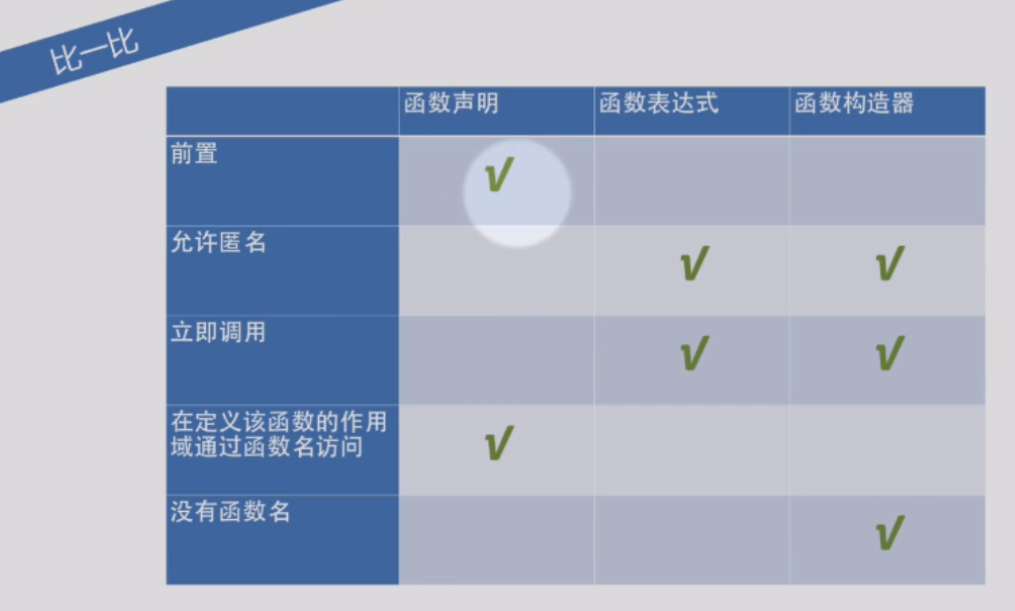 比一比
函数声明 函数表达式 函数构造器
前置 √
允许匿名 √ √
立即调用 √ √
在定义该函数的作用
域通过函数名访问 √
没有函数名 √